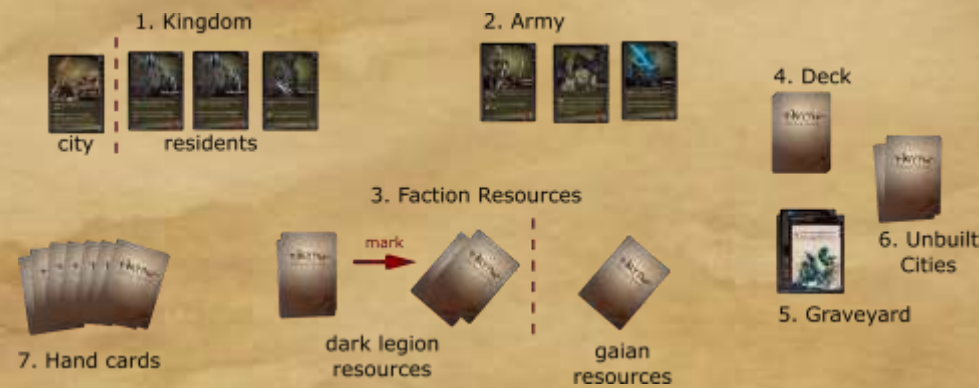 1. Kingdom
2. Army
4. Deck
city
residents
3. Faction Resources
mark
6. Unbuilt
Cities
5. Graveyard
7. Hand cards
dark legion
resources
gaian
resources